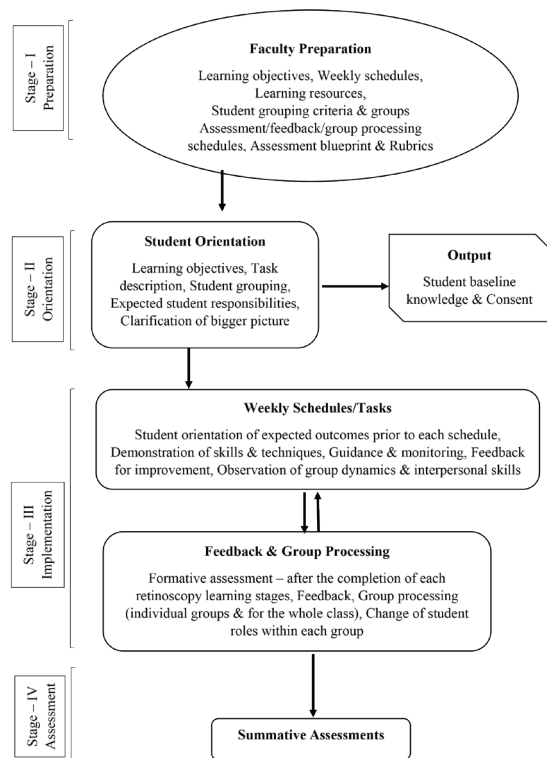 Stage – I
Preparation
Faculty Preparation
Learning objectives, Weekly schedules,
Learning resources,
Student grouping criteria & groups
Assessment/feedback/group processing
schedules, Assessment blueprint & Rubrics
Stage – II
Orientation
Student Orientation
Learning objectives, Task
description, Student grouping,
Expected student responsibilities,
Clarification of bigger picture
Output
Student baseline
knowledge & Consent
Stage – III
Implementation
Weekly Schedules/Tasks
Student orientation of expected outcomes prior to each schedule,
Demonstration of skills & techniques, Guidance & monitoring, Feedback
for improvement, Observation of group dynamics & interpersonal skills
Feedback & Group Processing
Formative assessment – after the completion of each
retinoscopy learning stages, Feedback, Group processing
(individual groups & for the whole class), Change of student
roles within each group
Stage – IV
Assessment
Summative Assessments